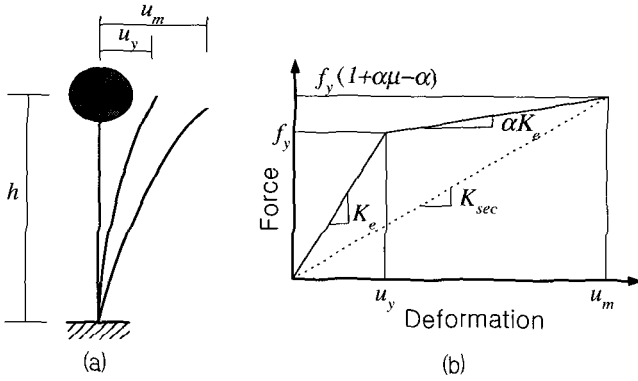 u_m
u_y
h
(a)
f_y (1+αμ−α)
f_y
αK_e
K_e
K_sec
Force
u_y
u_m
Deformation
(b)